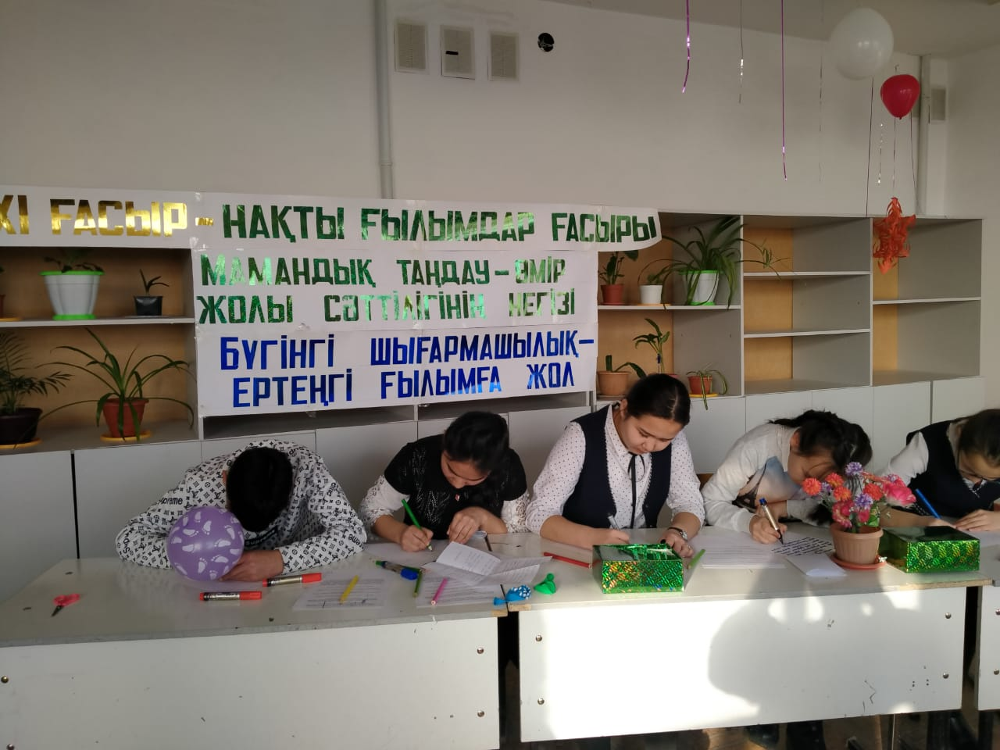 XI ҒАСЫР - НАҚТЫ ҒЫЛЫМДАР ҒАСЫРЫ
МАМАНДЫҚ ТАҢДАУ – ӨМІР
ЖОЛЫ СӘТТІЛІГІНІҢ НЕГІЗІ
БҮГІНГІ ШЫҒАРМАШЫЛЫҚ –
ЕРТЕҢГІ ҒЫЛЫМҒА ЖОЛ